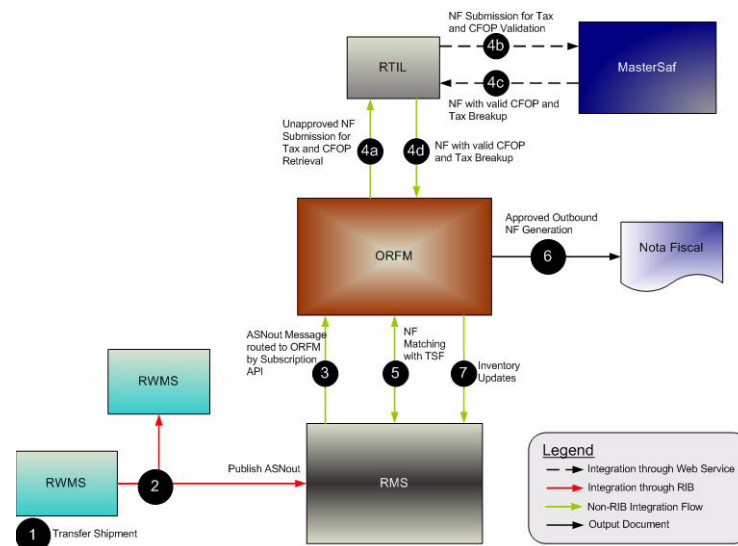 NF Submission for Tax
and CFOP Validation
4b
RTIL
MasterSaf
4c
NF with valid CFOP and
Tax Breakup
Unapproved NF
Submission for
Tax and CFOP
Retrieval
4a
4d
NF with valid CFOP
and Tax Breakup
ORFM
Approved Outbound
NF Generation
6
Nota Fiscal
ASNout Message
routed to ORFM
by Subscription
API
3
NF
Matching
with TSF
5
7
Inventory
Updates
RWMS
RWMS
2
Publish ASNout
RMS
1
Transfer Shipment
Legend
Integration through Web Service
Integration through RIB
Non-RIB Integration Flow
Output Document